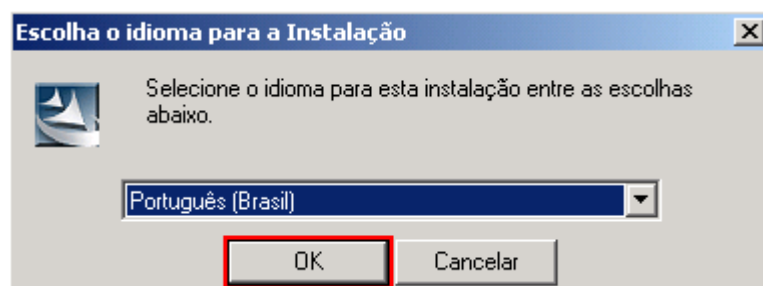 Escolha o idioma para a Instalação
Selecione o idioma para esta instalação entre as escolhas
abaixo.
Português (Brasil)
OK Cancelar